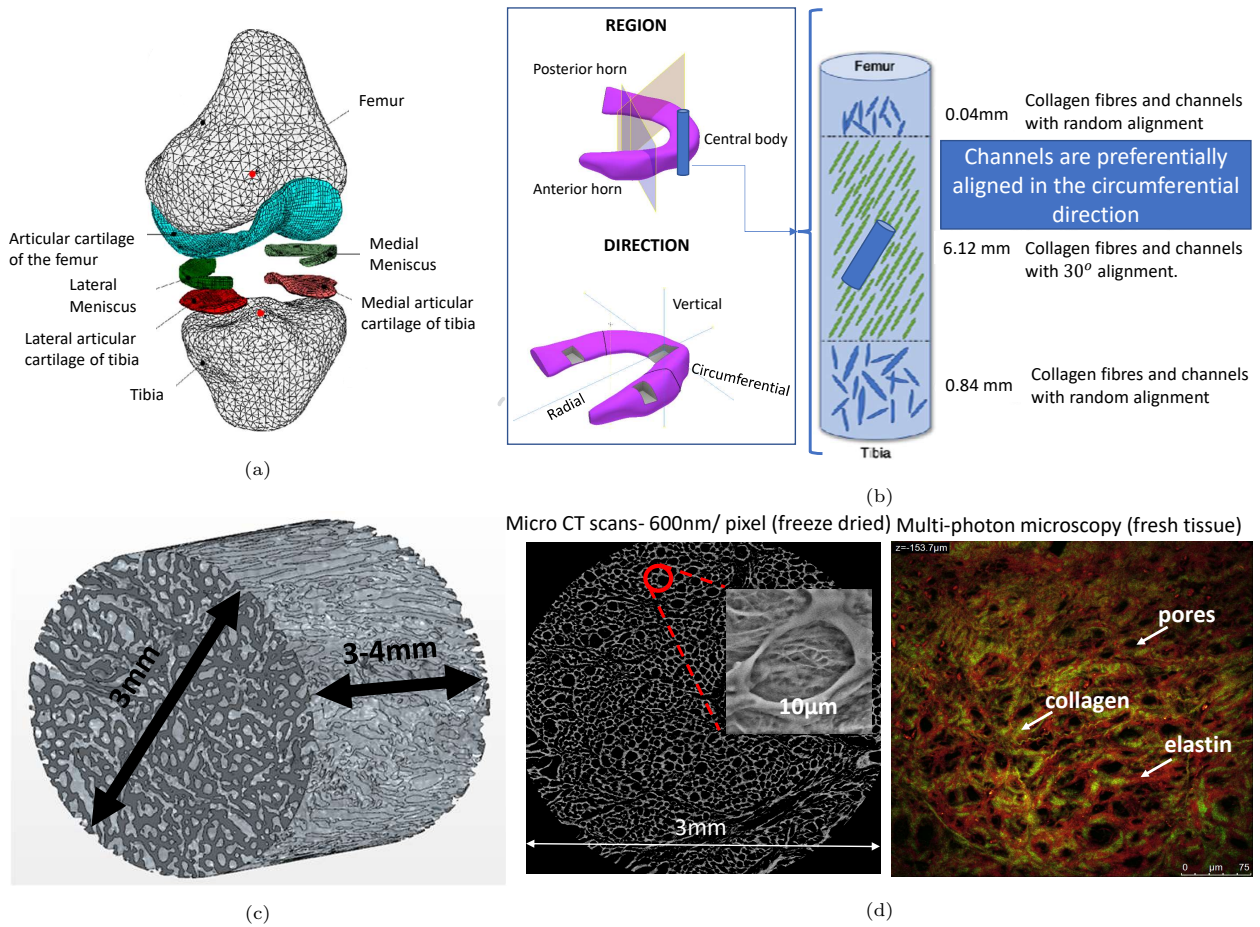 Femur
Articular cartilage
of the femur
Medial
Meniscus
Lateral
Meniscus
Medial articular
cartilage of tibia
Lateral articular
cartilage of tibia
Tibia
(a)
REGION
Posterior horn
Central body
Anterior horn
DIRECTION
Vertical
Circumferential
Radial
Femur
0.04mm
Collagen fibres and channels
with random alignment
Channels are preferentially
aligned in the circumferential
direction
6.12 mm
Collagen fibres and channels
with 30° alignment.
0.84 mm
Collagen fibres and channels
with random alignment
Tibia
(b)
3mm
3-4mm
(c)
Micro CT scans- 600nm/ pixel (freeze dried)
10μm
3mm
Multi-photon microscopy (fresh tissue)
z=-153.7μm
pores
collagen
elastin
0 μm 75
(d)